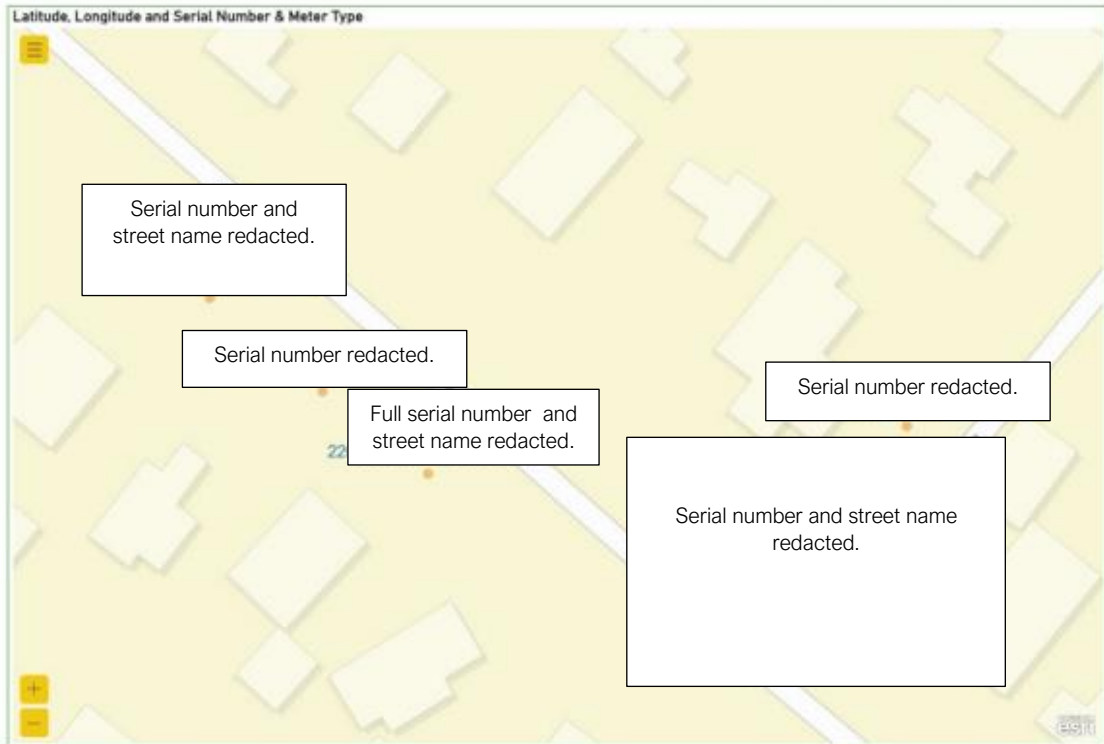 Latitude, Longitude and Serial Number & Meter Type
Serial number and
street name redacted.
Serial number redacted.
Serial number redacted.
Full serial number and
street name redacted.
22
Serial number and street name
redacted.
esri